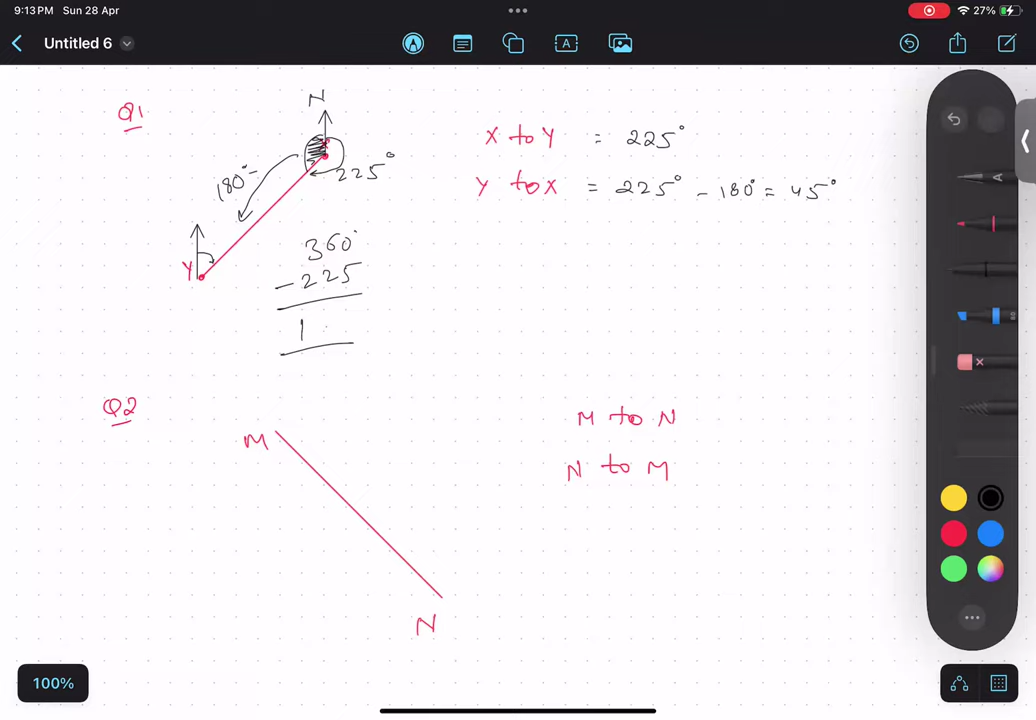 9:13 PM Sun 28 Apr
27%
Untitled 6
A
Q1
N
X to Y = 225°
Y to X = 225° - 180° = 45°
180°
225°
Y
360°
- 225
1
Q2
M
N
M to N
N to M
100%
A
80